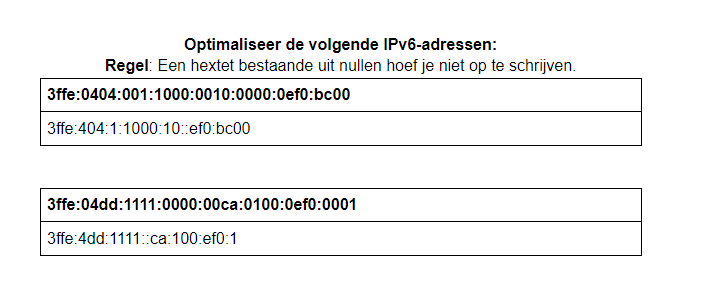 Optimaliseer de volgende IPv6-adressen:
Regel: Een hextet bestaande uit nullen hoef je niet op te schrijven.
3ffe:0404:001:1000:0010:0000:0ef0:bc00
3ffe:404:1:1000:10::ef0:bc00
3ffe:04dd:1111:0000:00ca:0100:0ef0:0001
3ffe:4dd:1111::ca:100:ef0:1